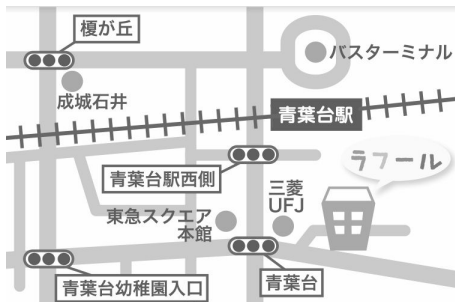 榎が丘
バスターミナル
成城石井
青葉台駅
ラフール
青葉台駅西側
三菱
UFJ
東急スクエア
本館
青葉台幼稚園入口
青葉台